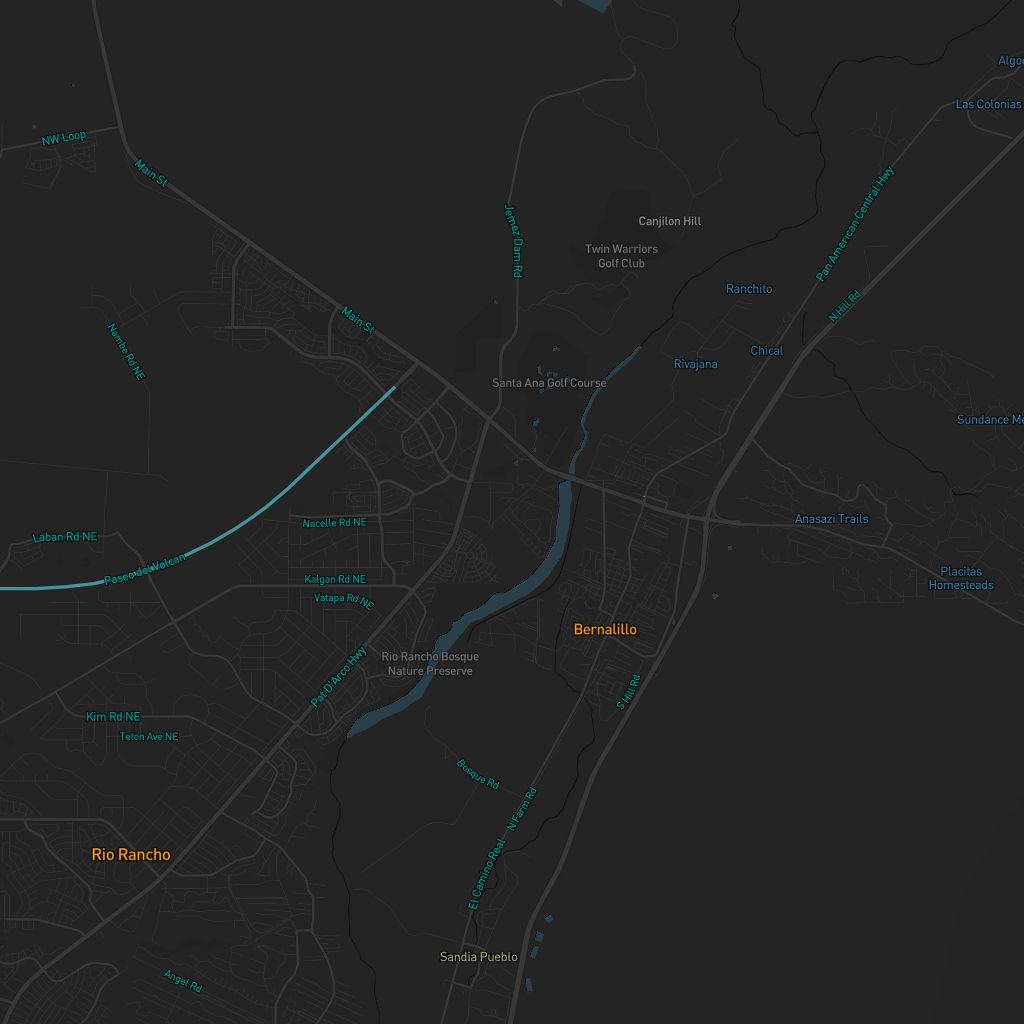 Algo
Las Colonias
NW Loop
Main St
Pan American Central Hwy
Jemez Dam Rd
Canjilon Hill
Twin Warriors
Golf Club
Ranchito
N Hill Rd
Main St
Nambe Rd NE
Chical
Rivajana
Santa Ana Golf Course
Sundance Me
Nacelle Rd NE
Anasazi Trails
Laban Rd NE
Paseo del Volcan
Kalgan Rd NE
Placitas
Homesteads
Vatapa Rd NE
Bernalillo
Rio Rancho Bosque
Nature Preserve
Pat D'Arco Hwy
S Hill Rd
Kim Rd NE
Teton Ave NE
Bosque Rd
N Farm Rd
Rio Rancho
El Camino Real
Sandia Pueblo
Angel Rd